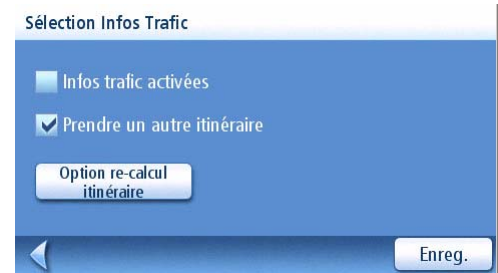 Sélection Infos Trafic
Infos trafic activées
Prendre un autre itinéraire
Option re-calcul
itinéraire
Enreg.